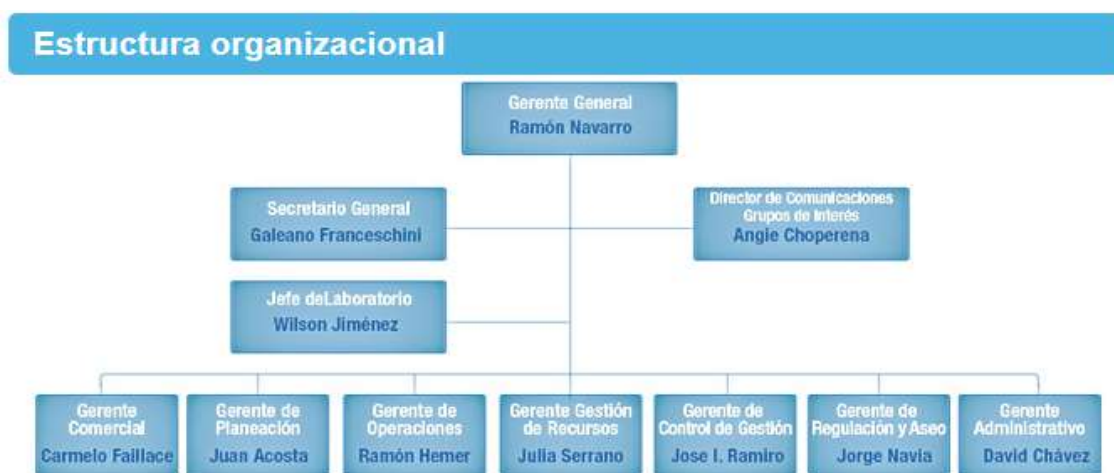 Estructura organizacional
Gerente General
Ramón Navarro
Secretario General
Galeano Franceschini
Director de Comunicaciones
Grupos de Interés
Angie Choperena
Jefe deLaboratorio
Wilson Jiménez
Gerente
Comercial
Carmelo Faillace
Gerente de
Planeación
Juan Acosta
Gerente de
Operaciones
Ramón Hemer
Gerente Gestión
de Recursos
Julia Serrano
Gerente de
Control de Gestión
Jose I. Ramiro
Gerente de
Regulación y Aseo
Jorge Navia
Gerente
Administrativo
David Chávez